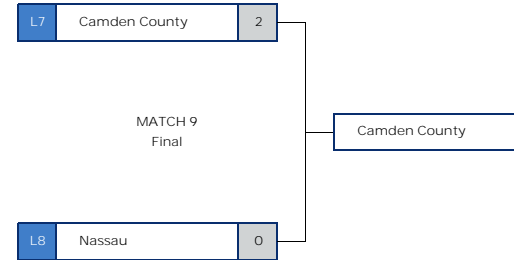 L7 Camden County 2
MATCH 9
Final
Camden County
L8 Nassau 0